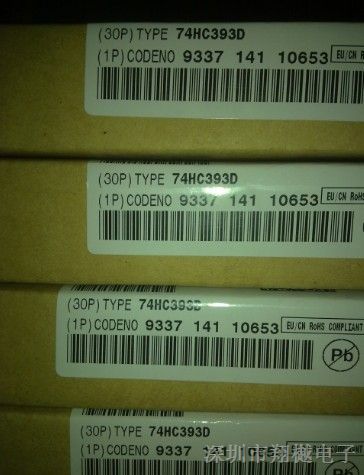 (30P)TYPE 74HC393D
(1P)CODENO 9337 141 10653 EU/CN RoHS
(30P)TYPE 74HC393D
(1P)CODENO 9337 141 10653 EU/CN RoHS
(30P)TYPE 74HC393D
(1P)CODENO 9337 141 10653 EU/CN RoHS COMPLIANT
Pb
(30P)TYPE 74HC393D
(1P)CODENO 9337 141
深圳市翔樾电子